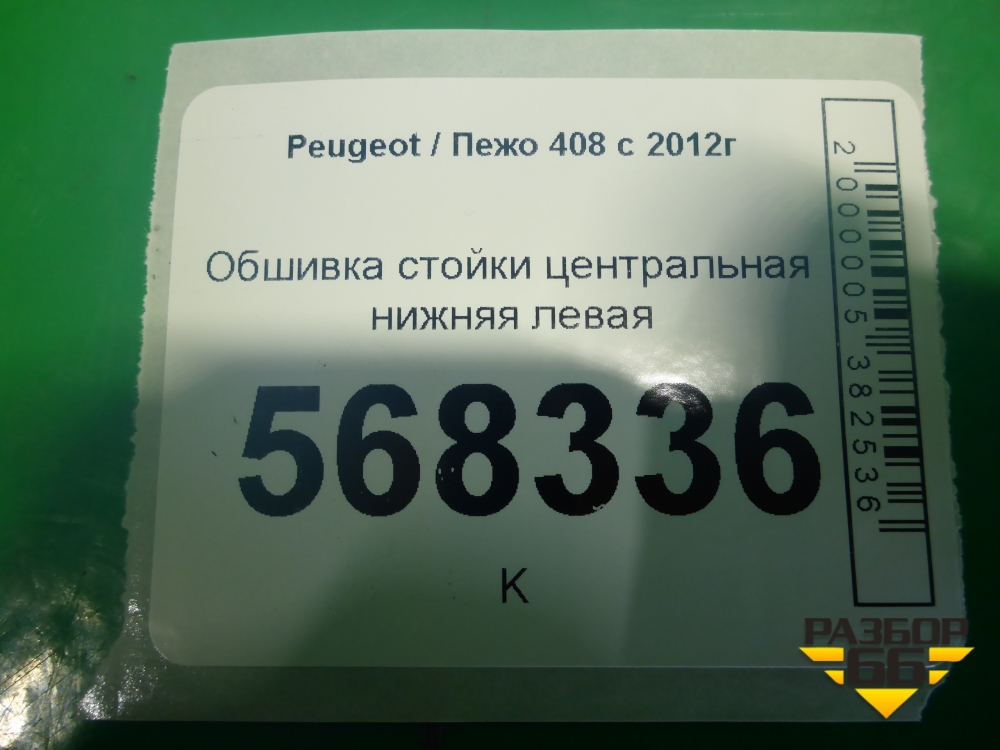 Peugeot / Пежо 408 с 2012г
Обшивка стойки центральная
нижняя левая
568336
К
2000005382536
РАЗБОР
66